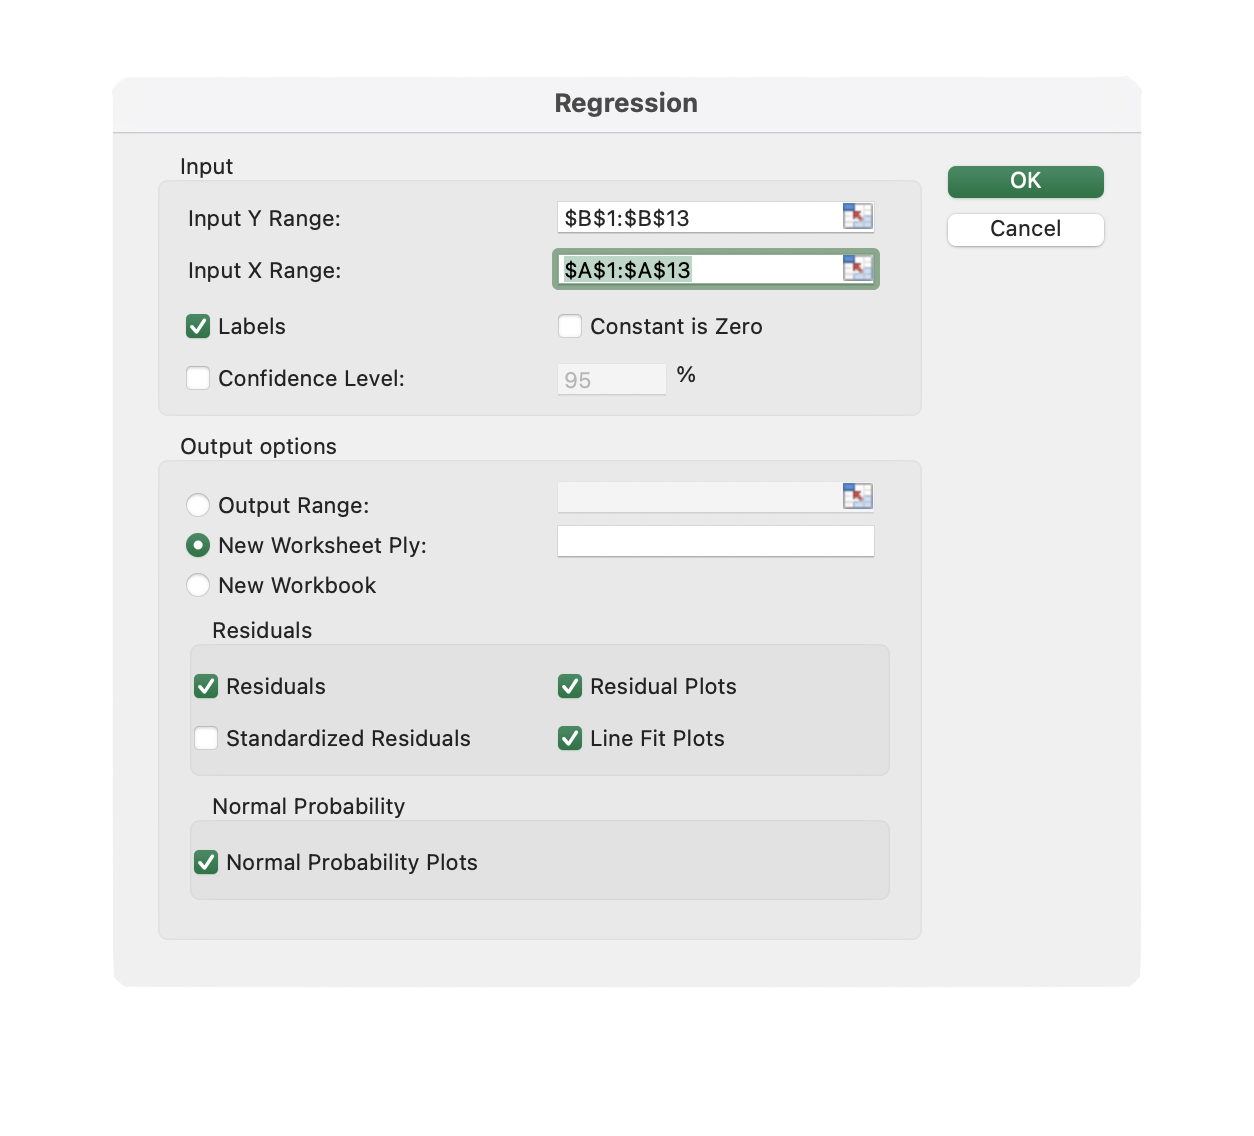 Regression
Input
OK
Input Y Range: $B$1:$B$13
Cancel
Input X Range: $A$1:$A$13
Labels Constant is Zero
Confidence Level: 95 %
Output options
Output Range:
New Worksheet Ply:
New Workbook
Residuals
Residuals Residual Plots
Standardized Residuals Line Fit Plots
Normal Probability
Normal Probability Plots